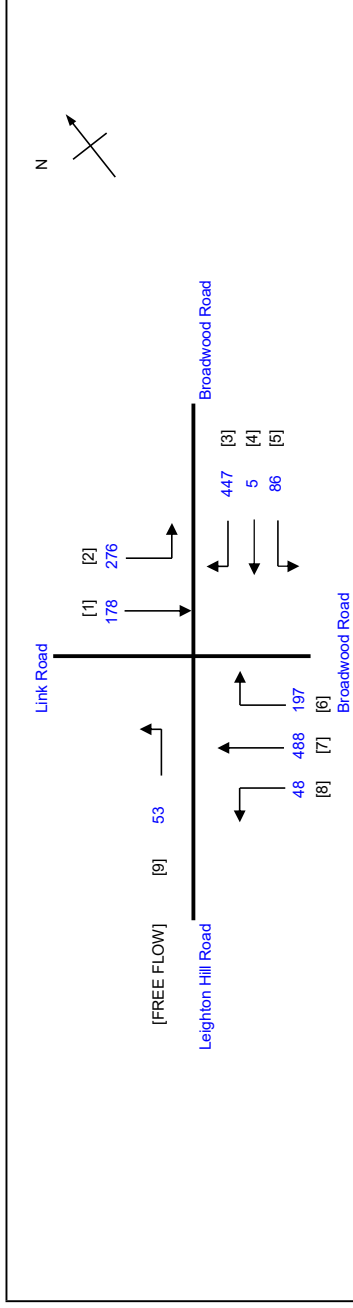 N
Link Road
[1] [2]
178 276
[9] 53
[FREE FLOW]
Leighton Hill Road
Broadwood Road
447 [3]
5 [4]
86 [5]
48 488 197
[8] [7] [6]
Broadwood Road